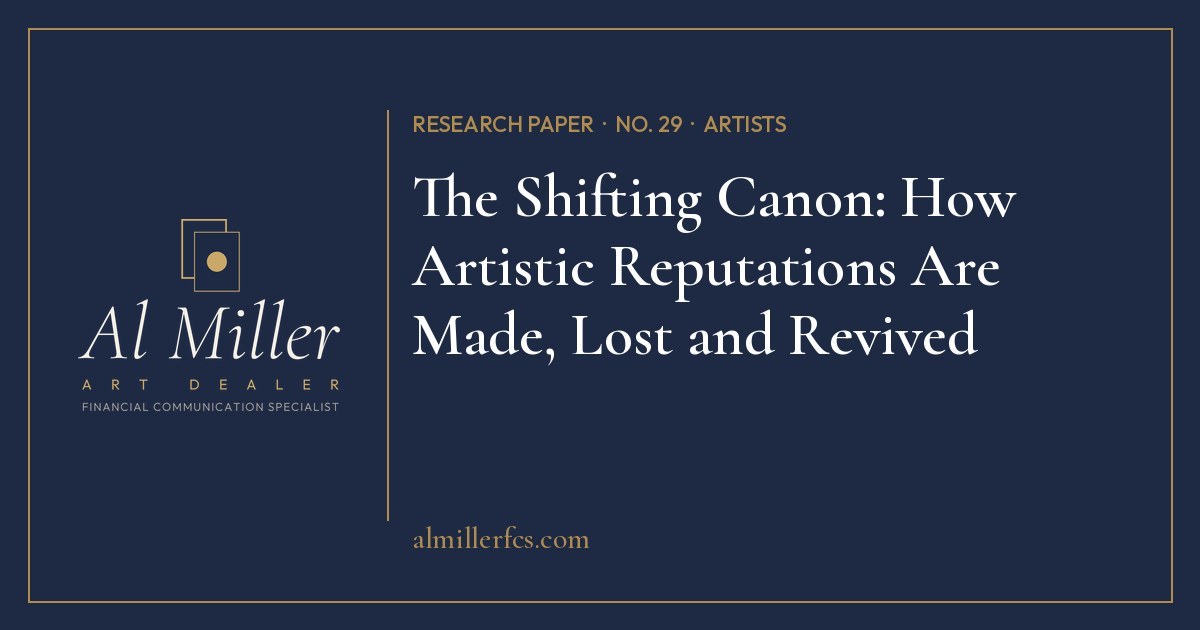 Al Miller
ART DEALER
FINANCIAL COMMUNICATION SPECIALIST
RESEARCH PAPER · NO. 29 · ARTISTS
The Shifting Canon: How
Artistic Reputations Are
Made, Lost and Revived
almillerfcs.com